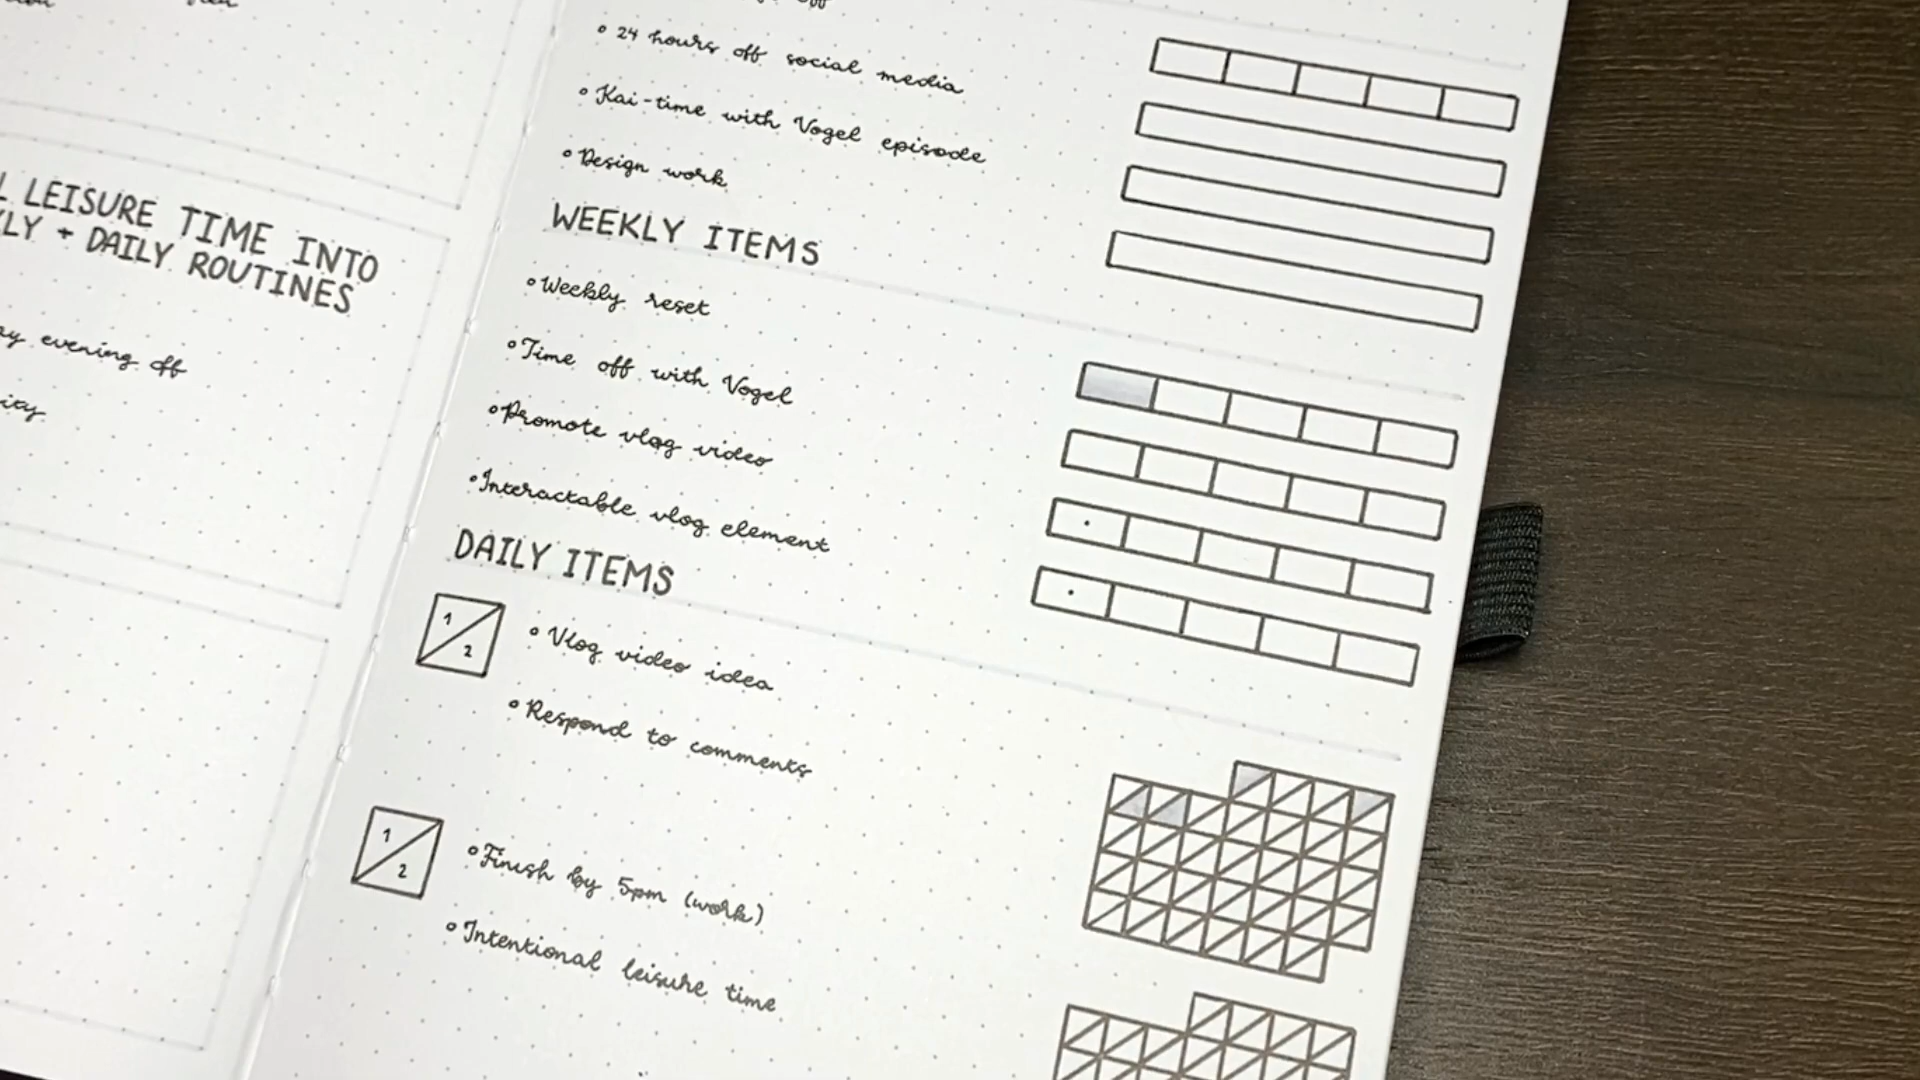 LEISURE TIME INTO
+ DAILY ROUTINES
evening off
24 hours off social media
Kai-time with Vogel episode
Design work
WEEKLY ITEMS
Weekly reset
Time off with Vogel
Promote vlog video
Interactable vlog element
DAILY ITEMS
1
2
Vlog video idea
Respond to comments
1
2
Finish by 5pm (work)
Intentional leisure time